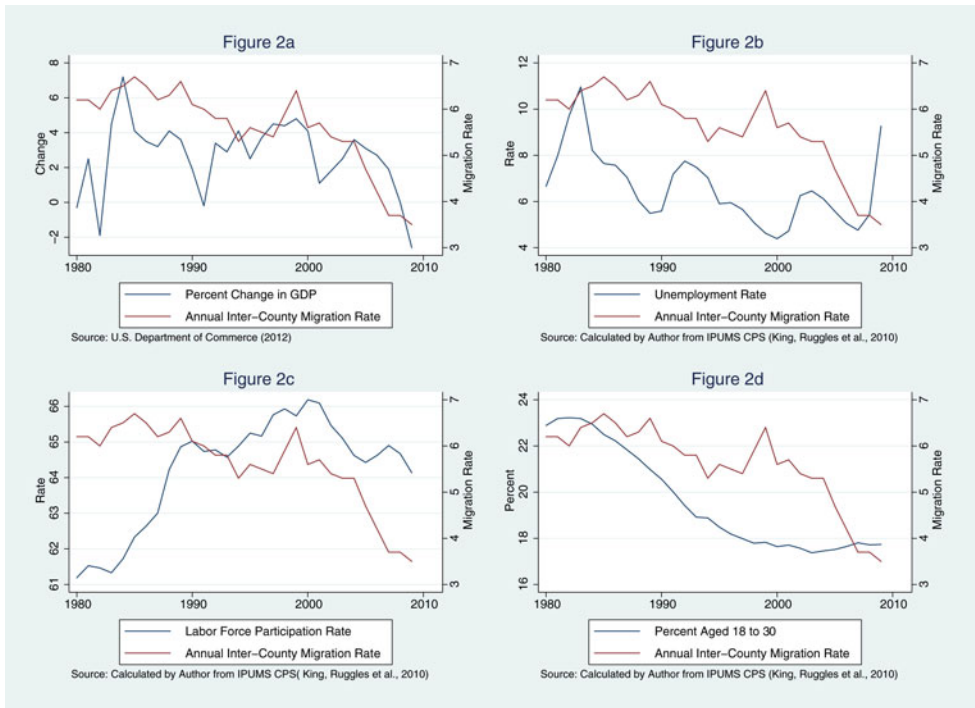 Figure 2a
8
6
4
2
0
−2
Change
7
6
5
4
3
Migration Rate
1980 1990 2000 2010
Percent Change in GDP
Annual Inter−County Migration Rate
Source: U.S. Department of Commerce (2012)
Figure 2b
12
10
8
6
4
Rate
7
6
5
4
3
Migration Rate
1980 1990 2000 2010
Unemployment Rate
Annual Inter−County Migration Rate
Source: Calculated by Author from IPUMS CPS (King, Ruggles et al., 2010)
Figure 2c
66
65
64
63
62
61
Rate
7
6
5
4
3
Migration Rate
1980 1990 2000 2010
Labor Force Participation Rate
Annual Inter−County Migration Rate
Source: Calculated by Author from IPUMS CPS( King, Ruggles et al., 2010)
Figure 2d
24
22
20
18
16
Percent
7
6
5
4
3
Migration Rate
1980 1990 2000 2010
Percent Aged 18 to 30
Annual Inter−County Migration Rate
Source: Calculated by Author from IPUMS CPS (King, Ruggles et al., 2010)